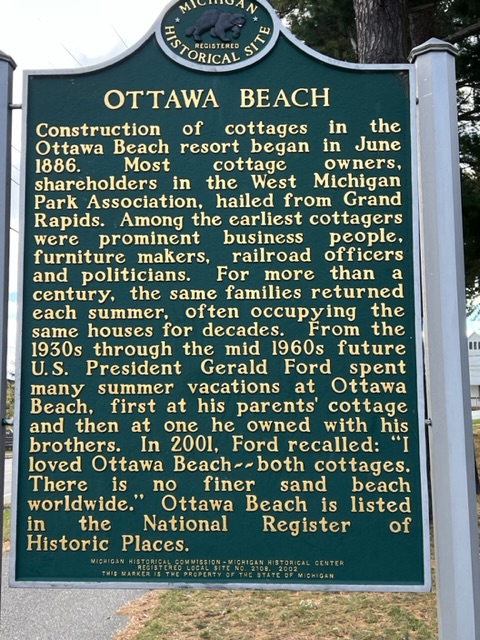 MICHIGAN
REGISTERED
HISTORICAL SITE
OTTAWA BEACH
Construction of cottages in the
Ottawa Beach resort began in June
1886. Most cottage owners,
shareholders in the West Michigan
Park Association, hailed from Grand
Rapids. Among the earliest cottagers
were prominent business people,
furniture makers, railroad officers
and politicians. For more than a
century, the same families returned
each summer, often occupying the
same houses for decades. From the
1930s through the mid 1960s future
U.S. President Gerald Ford spent
many summer vacations at Ottawa
Beach, first at his parents' cottage
and then at one he owned with his
brothers. In 2001, Ford recalled: "I
loved Ottawa Beach--both cottages.
There is no finer sand beach
worldwide." Ottawa Beach is listed
in the National Register of
Historic Places.
MICHIGAN HISTORICAL COMMISSION-MICHIGAN HISTORICAL CENTER
REGISTERED LOCAL SITE NO. 2108, 2002
THIS MARKER IS THE PROPERTY OF THE STATE OF MICHIGAN